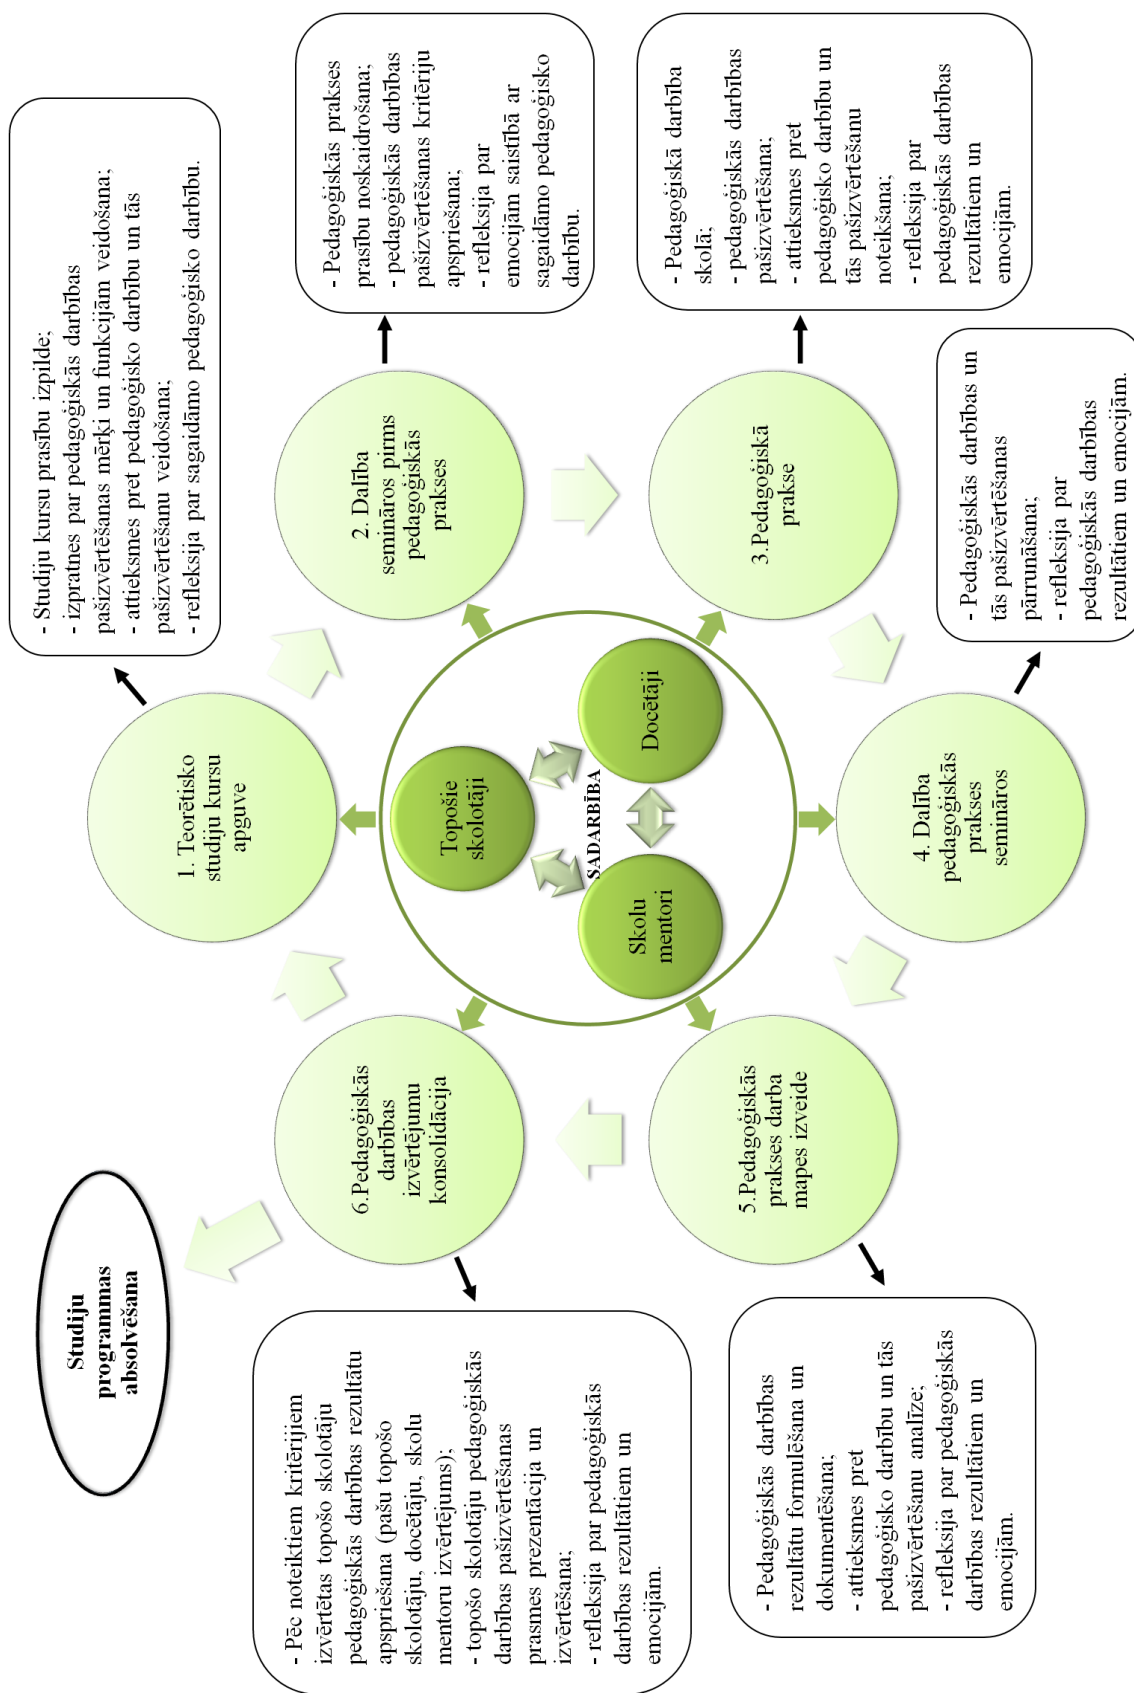 Studiju
programmas
absolvēšana
1. Teorētisko
studiju kursu
apguve
- Studiju kursu prasību izpilde;
- izpratnes par pedagoģiskās darbības
pašizvērtēšanas mērķi un funkcijām veidošana;
- attieksmes pret pedagoģisko darbību un tās
pašizvērtēšanu veidošana;
- refleksija par sagaidāmo pedagoģisko darbību.
2. Dalība
semināros pirms
pedagoģiskās
prakses
- Pedagoģiskās prakses
prasību noskaidrošana;
- pedagoģiskās darbības
pašizvērtēšanas kritēriju
apspriešana;
- refleksija par
emocijām saistībā ar
sagaidāmo pedagoģisko
darbību.
3.Pedagoģiskā
prakse
- Pedagoģiskā darbība
skolā;
- pedagoģiskās darbības
pašizvērtēšana;
- attieksmes pret
pedagoģisko darbību un
tās pašizvērtēšanu
noteikšana;
- refleksija par
pedagoģiskās darbības
rezultātiem un
emocijām.
4. Dalība
pedagoģiskās
prakses
semināros
- Pedagoģiskās darbības un
tās pašizvērtēšanas
pārrunāšana;
- refleksija par
pedagoģiskās darbības
rezultātiem un emocijām.
5.Pedagoģiskās
prakses darba
mapes izveide
- Pedagoģiskās darbības
rezultātu formulēšana un
dokumentēšana;
- attieksmes pret
pedagoģisko darbību un tās
pašizvērtēšanu analīze;
- refleksija par pedagoģiskās
darbības rezultātiem un
emocijām.
6.Pedagoģiskās
darbības
izvērtējumu
konsolidācija
- Pēc noteiktiem kritērijiem
izvērtētas topošo skolotāju
pedagoģiskās darbības rezultātu
apspriešana (pašu topošo
skolotāju, docētāju, skolu
mentoru izvērtējums);
- topošo skolotāju pedagoģiskās
darbības pašizvērtēšanas
prasmes prezentācija un
izvērtēšana;
- refleksija par pedagoģiskās
darbības rezultātiem un
emocijām.
Topošie
skolotāji
SADARBĪBA
Skolu
mentori
Docētāji